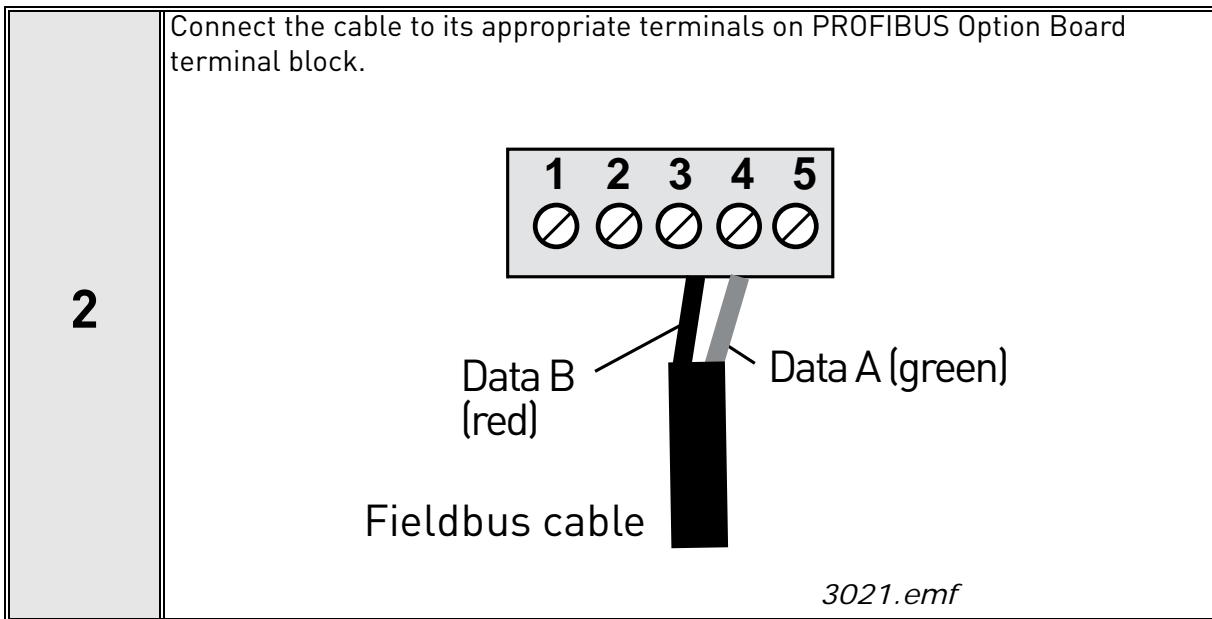 Connect the cable to its appropriate terminals on PROFIBUS Option Board
terminal block.
1 2 3 4 5
2
Data B
(red)
Data A (green)
Fieldbus cable
3021.emf